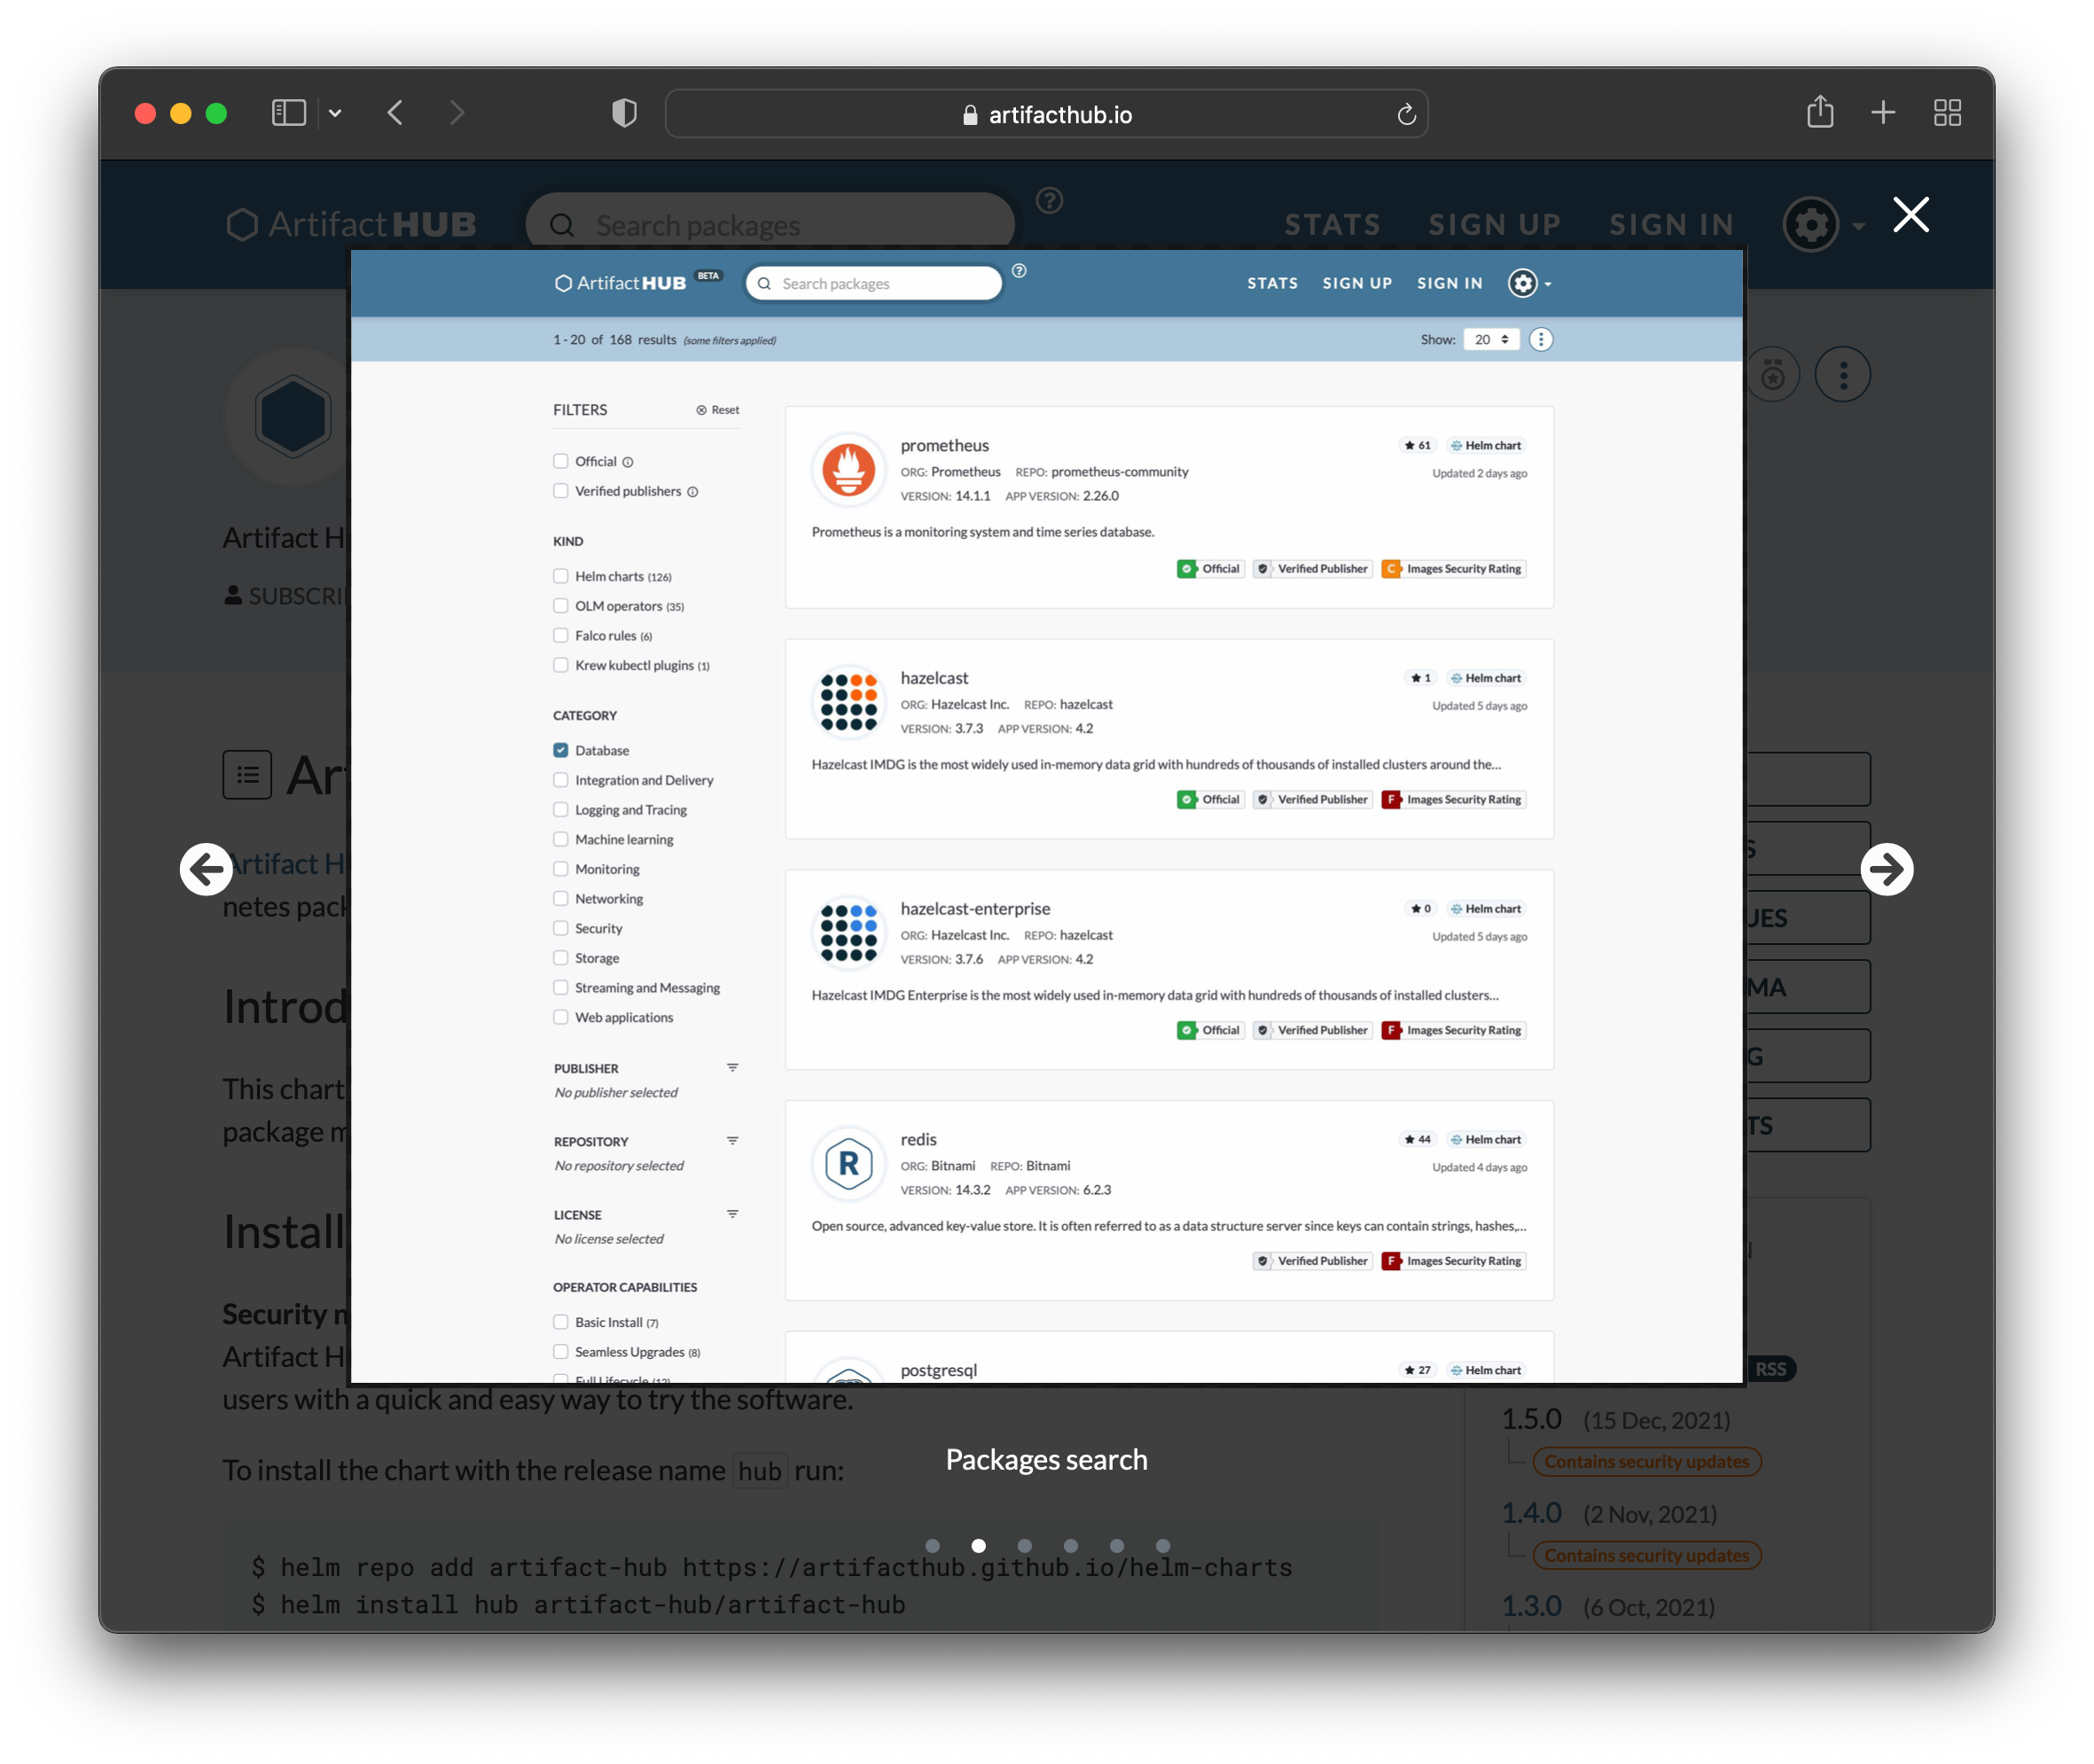 artifacthub.io
Artifact HUB
Search packages
STATS SIGN UP SIGN IN
Artifact HUB BETA
Search packages
STATS SIGN UP SIGN IN
1 - 20 of 168 results (some filters applied)
Show: 20
FILTERS
Reset
Official
Verified publishers
KIND
Helm charts (126)
OLM operators (35)
Falco rules (6)
Krew kubectl plugins (1)
CATEGORY
Database
Integration and Delivery
Logging and Tracing
Machine learning
Monitoring
Networking
Security
Storage
Streaming and Messaging
Web applications
PUBLISHER
No publisher selected
REPOSITORY
No repository selected
LICENSE
No license selected
OPERATOR CAPABILITIES
Basic Install (7)
Seamless Upgrades (8)
Full Lifecycle (12)
prometheus
61 Helm chart
ORG: Prometheus REPO: prometheus-community
Updated 2 days ago
VERSION: 14.1.1 APP VERSION: 2.26.0
Prometheus is a monitoring system and time series database.
Official Verified Publisher C Images Security Rating
hazelcast
1 Helm chart
ORG: Hazelcast Inc. REPO: hazelcast
Updated 5 days ago
VERSION: 3.7.3 APP VERSION: 4.2
Hazelcast IMDG is the most widely used in-memory data grid with hundreds of thousands of installed clusters around the...
Official Verified Publisher F Images Security Rating
hazelcast-enterprise
0 Helm chart
ORG: Hazelcast Inc. REPO: hazelcast
Updated 5 days ago
VERSION: 3.7.6 APP VERSION: 4.2
Hazelcast IMDG Enterprise is the most widely used in-memory data grid with hundreds of thousands of installed clusters...
Official Verified Publisher F Images Security Rating
R
redis
44 Helm chart
ORG: Bitnami REPO: Bitnami
Updated 4 days ago
VERSION: 14.3.2 APP VERSION: 6.2.3
Open source, advanced key-value store. It is often referred to as a data structure server since keys can contain strings, hashes,...
Verified Publisher F Images Security Rating
postgresql
27 Helm chart
Artifact H
SUBSCRI
Ar
Artifact H
netes pack
Introd
This chart
package m
Install
Security n
Artifact H
users with a quick and easy way to try the software.
To install the chart with the release name hub run:
$ helm repo add artifact-hub https://artifacthub.github.io/helm-charts
$ helm install hub artifact-hub/artifact-hub
Packages search
S
UES
MA
G
TS
RSS
1.5.0 (15 Dec, 2021)
Contains security updates
1.4.0 (2 Nov, 2021)
Contains security updates
1.3.0 (6 Oct, 2021)